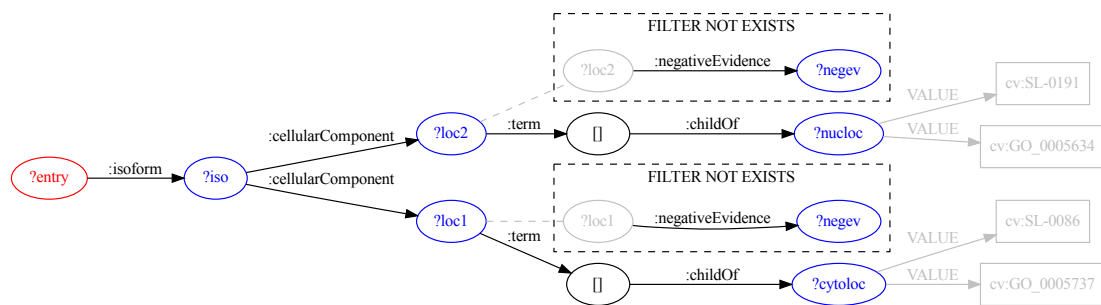 FILTER NOT EXISTS
?loc2
:negativeEvidence
?negev
cv:SL-0191
VALUE
:cellularComponent
?loc2
:term
[]
:childOf
?nucloc
VALUE
cv:GO_0005634
?entry
:isoform
?iso
:cellularComponent
FILTER NOT EXISTS
?loc1
?loc1
:negativeEvidence
?negev
cv:SL-0086
VALUE
:term
[]
:childOf
?cytoloc
VALUE
cv:GO_0005737